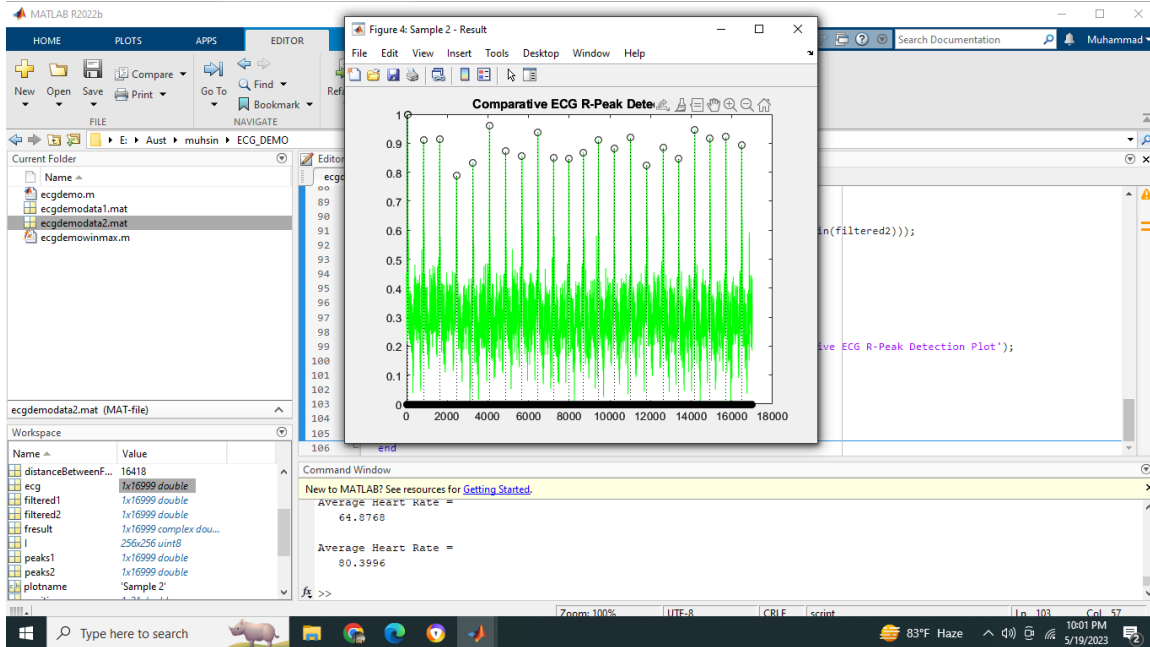 MATLAB R2022b
HOME PLOTS APPS EDITOR
Search Documentation
Muhammad
New Open Save
Compare
Print
Go To
Find
Bookmark
Refa
FILE NAVIGATE
E: Aust muhsin ECG_DEMO
Current Folder
Name
ecgdemo.m
ecgdemodata1.mat
ecgdemodata2.mat
ecgdemowinmax.m
ecgdemodata2.mat (MAT-file)
Workspace
Name Value
distanceBetweenF... 16418
ecg 1x16999 double
filtered1 1x16999 double
filtered2 1x16999 double
fresult 1x16999 complex dou...
I 256x256 uint8
peaks1 1x16999 double
peaks2 1x16999 double
plotname 'Sample 2'
Editor
ecgd
88
89
90
91
in(filtered2)));
92
93
94
95
96
97
98
99
ive ECG R-Peak Detection Plot');
100
101
102
103
104
105
106 end
Figure 4: Sample 2 - Result
File Edit View Insert Tools Desktop Window Help
Comparative ECG R-Peak Dete
1
0.9
0.8
0.7
0.6
0.5
0.4
0.3
0.2
0.1
0
0 2000 4000 6000 8000 10000 12000 14000 16000 18000
Command Window
New to MATLAB? See resources for Getting Started.
Average Heart Rate =
64.8768
Average Heart Rate =
80.3996
fx >>
Zoom: 100% UTF-8 CRLF script Ln 103 Col 57
Type here to search
83°F Haze
10:01 PM
5/19/2023
2